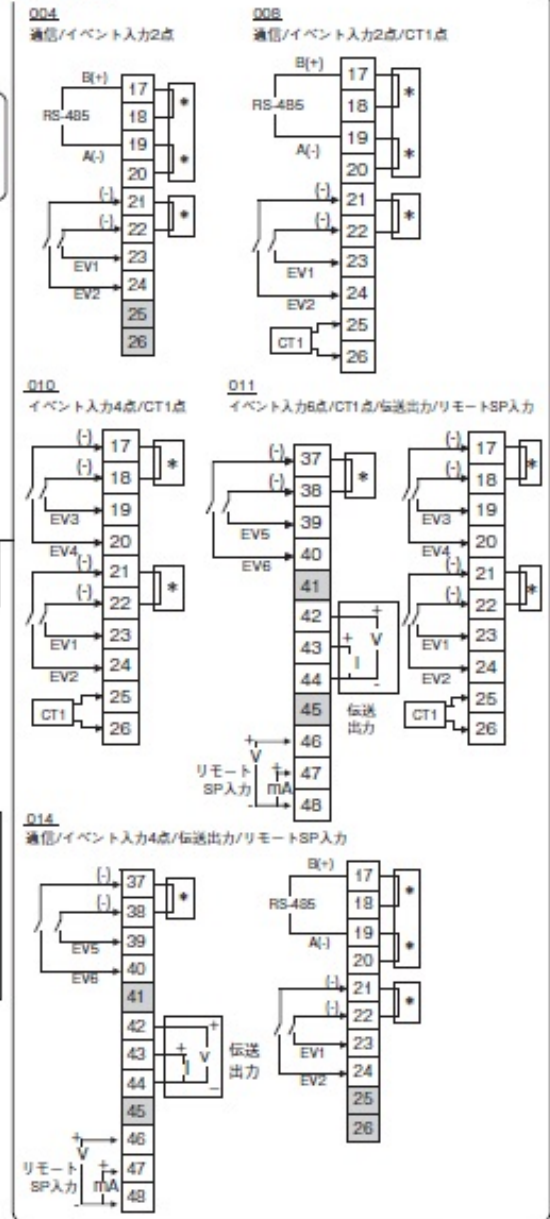 004
通信/イベント入力2点
B(+)
RS-485
A(-)
17
18
*
19
20
*
(-)
(-)
21
22
*
23
24
EV1
EV2
25
26
008
通信/イベント入力2点/CT1点
B(+)
RS-485
A(-)
17
18
*
19
20
*
(-)
(-)
21
22
*
23
24
EV1
EV2
CT1
25
26
010
イベント入力4点/CT1点
(-)
(-)
17
18
*
19
20
EV3
EV4
(-)
(-)
21
22
*
23
24
EV1
EV2
CT1
25
26
011
イベント入力6点/CT1点/伝送出力/リモートSP入力
(-)
(-)
37
38
*
39
40
EV5
EV6
41
42
43
44
+
+
V
I
-
伝送
出力
45
46
47
48
+
V
+
mA
-
リモート
SP入力
(-)
(-)
17
18
*
19
20
EV3
EV4
(-)
(-)
21
22
*
23
24
EV1
EV2
CT1
25
26
014
通信/イベント入力4点/伝送出力/リモートSP入力
(-)
(-)
37
38
*
39
40
EV5
EV6
41
42
43
44
+
+
V
I
-
伝送
出力
45
46
47
48
+
V
+
mA
-
リモート
SP入力
B(+)
RS-485
A(-)
17
18
*
19
20
*
(-)
(-)
21
22
*
23
24
EV1
EV2
25
26